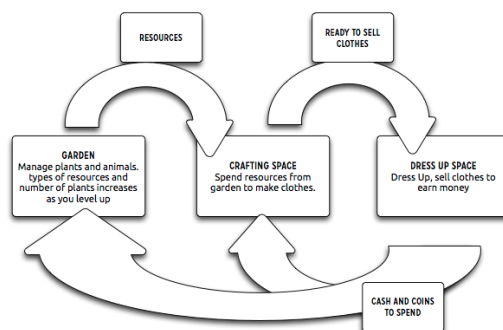 RESOURCES
READY TO SELL
CLOTHES
GARDEN
Manage plants and animals.
types of resources and
number of plants increases
as you level up
CRAFTING SPACE
Spend resources from
garden to make clothes.
DRESS UP SPACE
Dress Up, sell clothes to
earn money
CASH AND COINS
TO SPEND